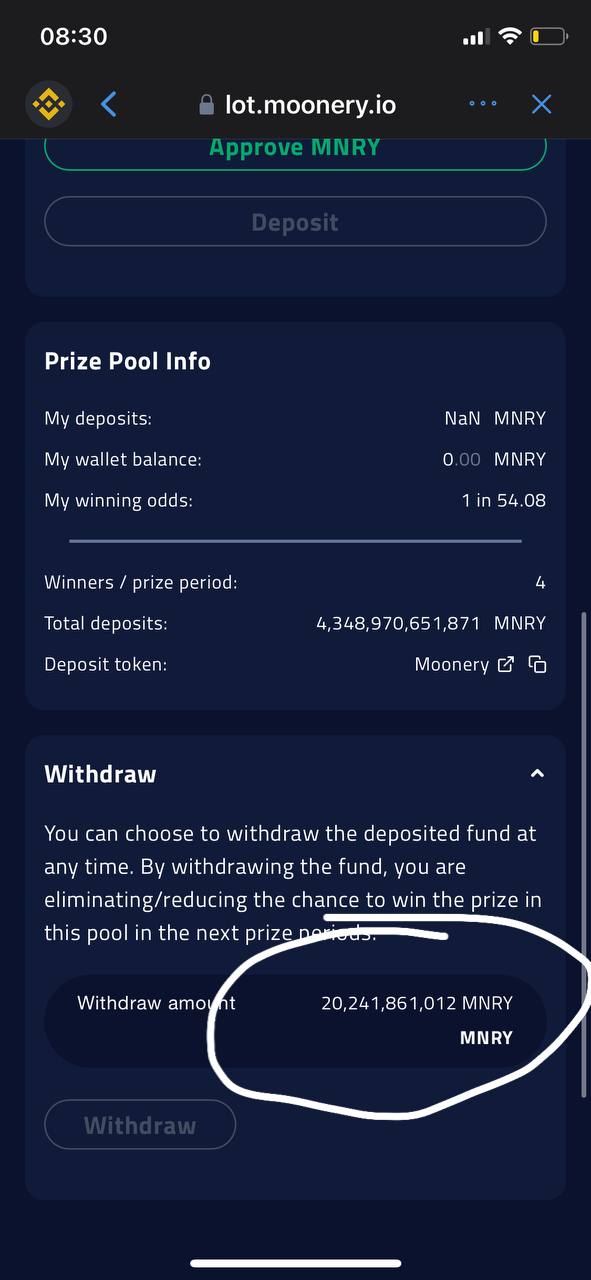 08:30
lot.moonery.io
Approve MNRY
Deposit
Prize Pool Info
My deposits: NaN MNRY
My wallet balance: 0.00 MNRY
My winning odds: 1 in 54.08
Winners / prize period: 4
Total deposits: 4,348,970,651,871 MNRY
Deposit token: Moonery
Withdraw
You can choose to withdraw the deposited fund at
any time. By withdrawing the fund, you are
eliminating/reducing the chance to win the prize in
this pool in the next prize periods.
Withdraw amount 20,241,861,012 MNRY
MNRY
Withdraw